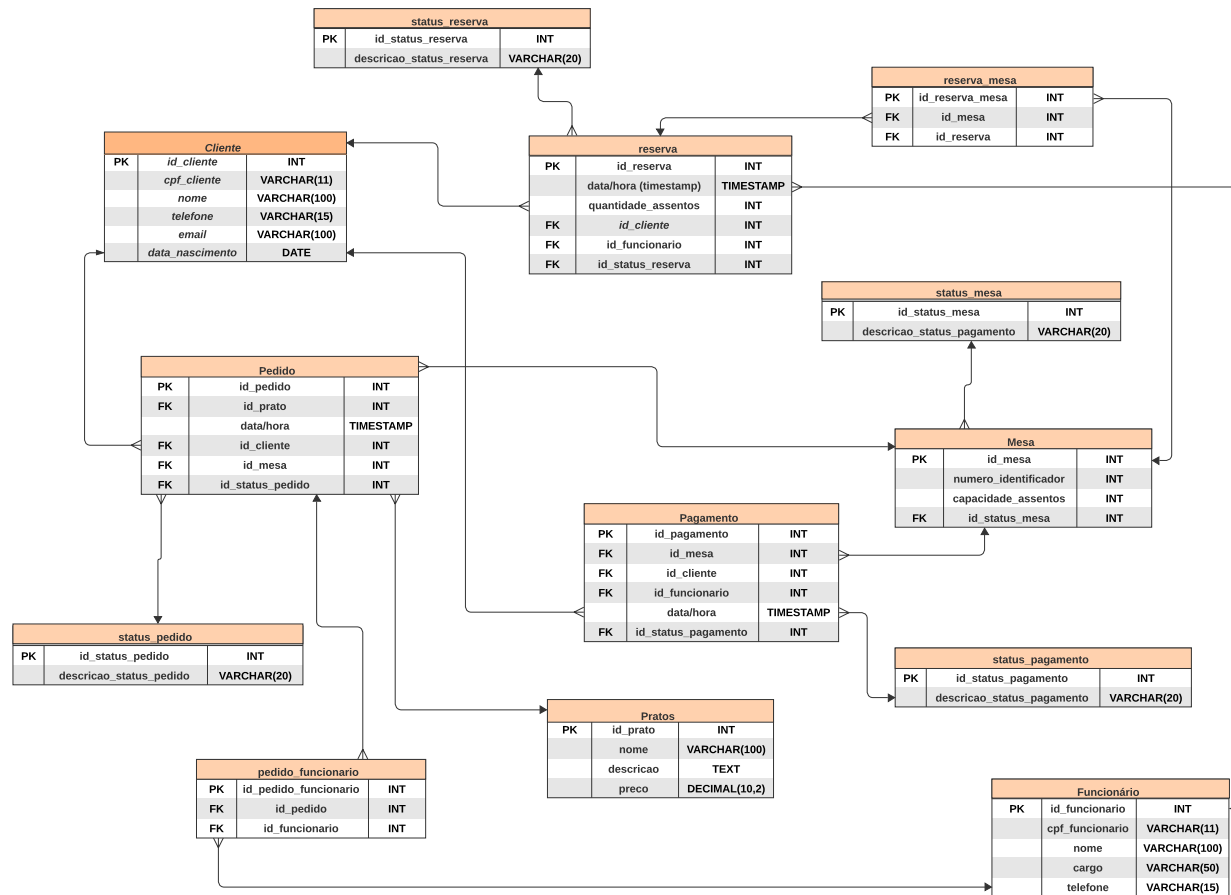 status_reserva
PK id_status_reserva INT
descricao_status_reserva VARCHAR(20)
reserva_mesa
PK id_reserva_mesa INT
FK id_mesa INT
FK id_reserva INT
Cliente
PK id_cliente INT
cpf_cliente VARCHAR(11)
nome VARCHAR(100)
telefone VARCHAR(15)
email VARCHAR(100)
data_nascimento DATE
reserva
PK id_reserva INT
data/hora (timestamp) TIMESTAMP
quantidade_assentos INT
FK id_cliente INT
FK id_funcionario INT
FK id_status_reserva INT
status_mesa
PK id_status_mesa INT
descricao_status_pagamento VARCHAR(20)
Pedido
PK id_pedido INT
FK id_prato INT
data/hora TIMESTAMP
FK id_cliente INT
FK id_mesa INT
FK id_status_pedido INT
Mesa
PK id_mesa INT
numero_identificador INT
capacidade_assentos INT
FK id_status_mesa INT
Pagamento
PK id_pagamento INT
FK id_mesa INT
FK id_cliente INT
FK id_funcionario INT
data/hora TIMESTAMP
FK id_status_pagamento INT
status_pedido
PK id_status_pedido INT
descricao_status_pedido VARCHAR(20)
status_pagamento
PK id_status_pagamento INT
descricao_status_pagamento VARCHAR(20)
Pratos
PK id_prato INT
nome VARCHAR(100)
descricao TEXT
preco DECIMAL(10,2)
pedido_funcionario
PK id_pedido_funcionario INT
FK id_pedido INT
FK id_funcionario INT
Funcionário
PK id_funcionario INT
cpf_funcionario VARCHAR(11)
nome VARCHAR(100)
cargo VARCHAR(50)
telefone VARCHAR(15)